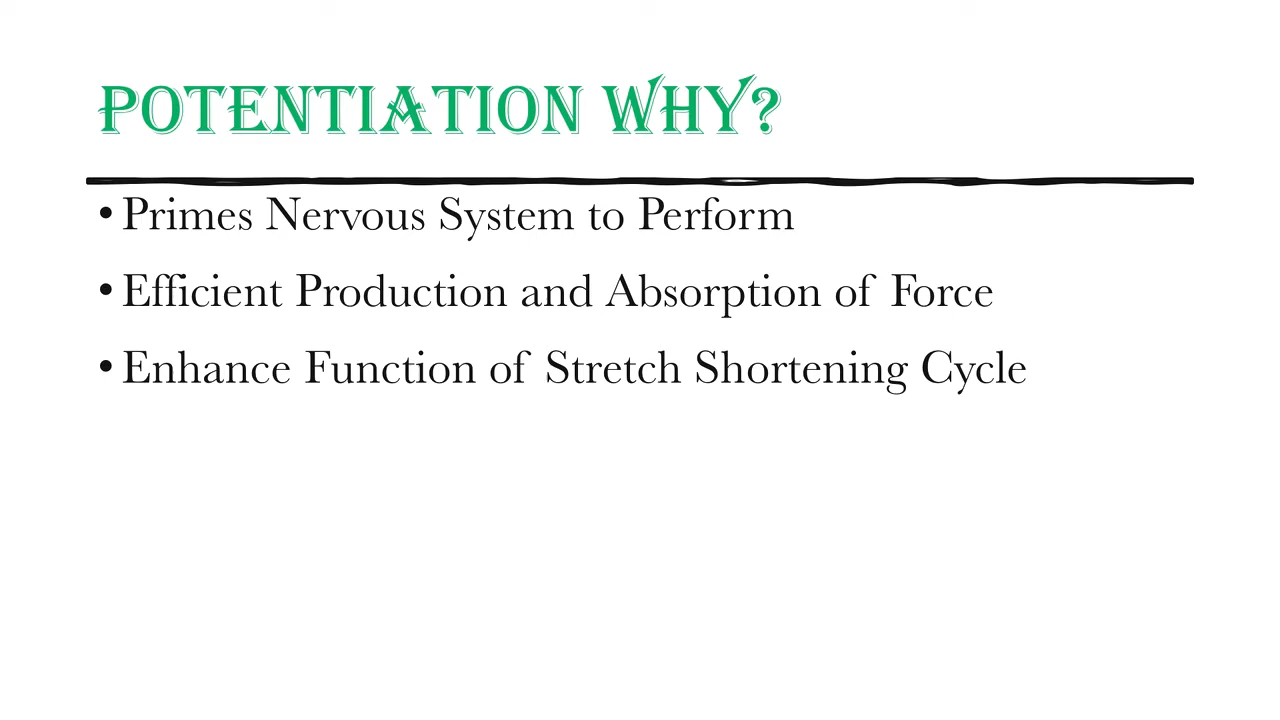 POTENTIATION WHY?
• Primes Nervous System to Perform
• Efficient Production and Absorption of Force
• Enhance Function of Stretch Shortening Cycle